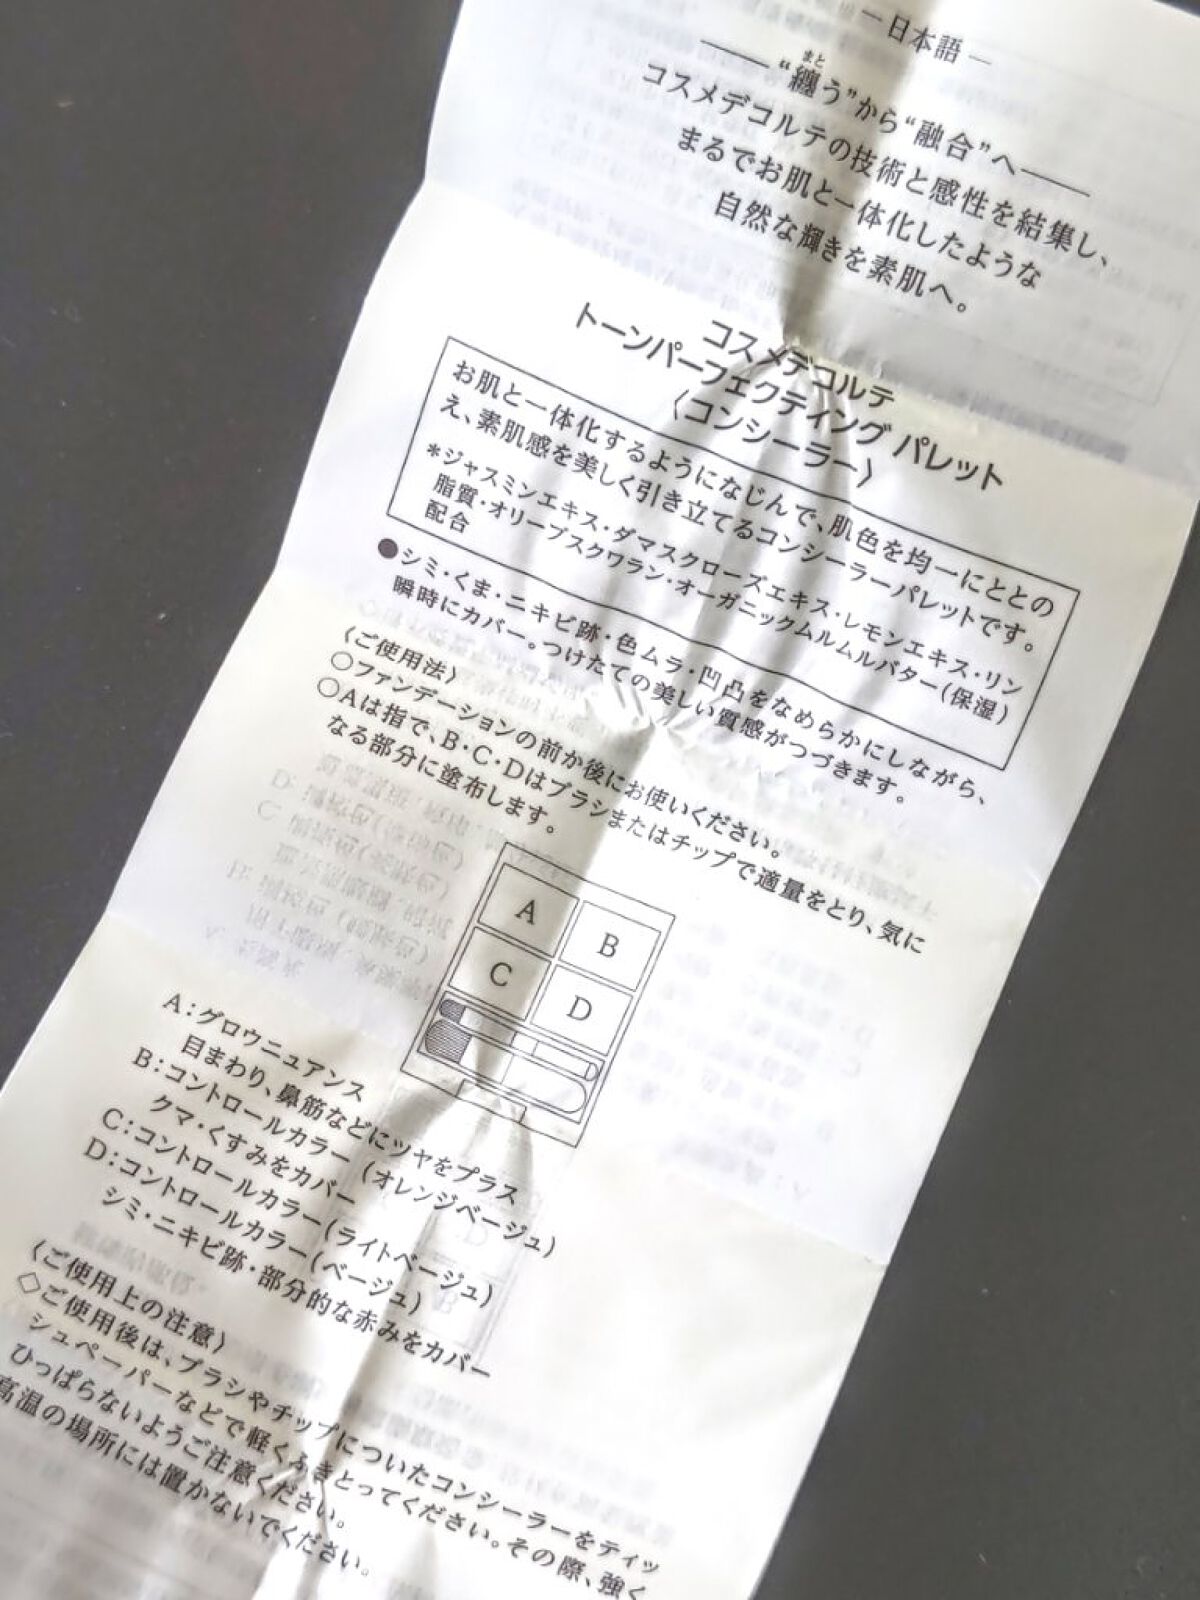 ―日本語―
まと
“纏う”から“融合”へ
コスメデコルテの技術と感性を結集し、
まるでお肌と一体化したような
自然な輝きを素肌へ。
コスメデコルテ
トーンパーフェクティング パレット
〈コンシーラー〉
お肌と一体化するようになじんで、肌色を均一にととの
え、素肌感を美しく引き立てるコンシーラーパレットです。
*ジャスミンエキス・ダマスクローズエキス・レモンエキス・リン
脂質・オリーブスクワラン・オーガニックムルムルバター(保湿)
配合
●シミ・くま・ニキビ跡・色ムラ・凹凸をなめらかにしながら、
瞬時にカバー。つけたての美しい質感がつづきます。
〈ご使用法〉
○ファンデーションの前か後にお使いください。
○Aは指で、B・C・Dはブラシまたはチップで適量をとり、気に
なる部分に塗布します。
A
B
C
D
A：グロウニュアンス
目まわり、鼻筋などにツヤをプラス
B：コントロールカラー (オレンジベージュ)
クマ・くすみをカバー
C：コントロールカラー(ライトベージュ)
D：コントロールカラー(ベージュ)
シミ・ニキビ跡・部分的な赤みをカバー
〈ご使用上の注意〉
◇ご使用後は、ブラシやチップについたコンシーラーをティッ
シュペーパーなどで軽くふきとってください。その際、強く
ひっぱらないようご注意ください。
高温の場所には置かないでください。